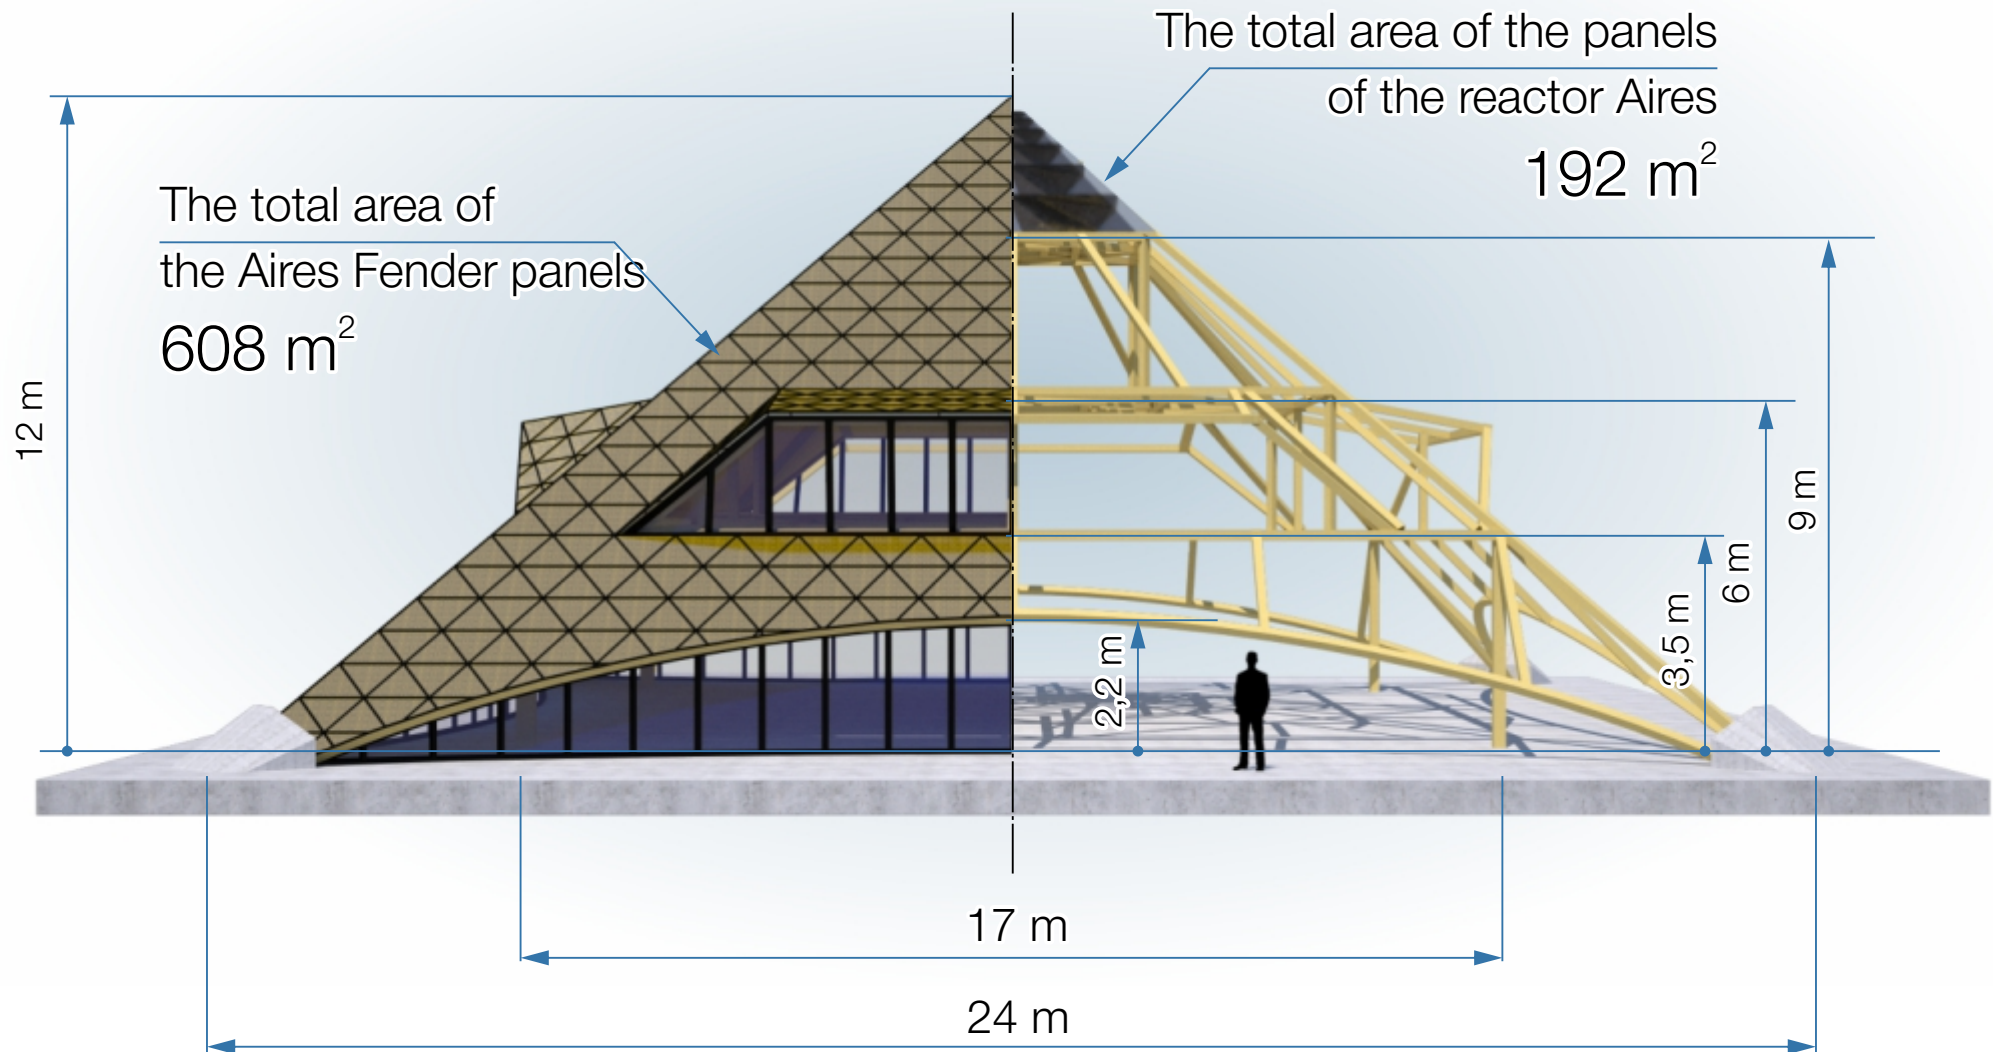 The total area of the panels
of the reactor Aires
192 m²
The total area of
the Aires Fender panels
608 m²
12 m
9 m
6 m
3,5 m
2,2 m
17 m
24 m